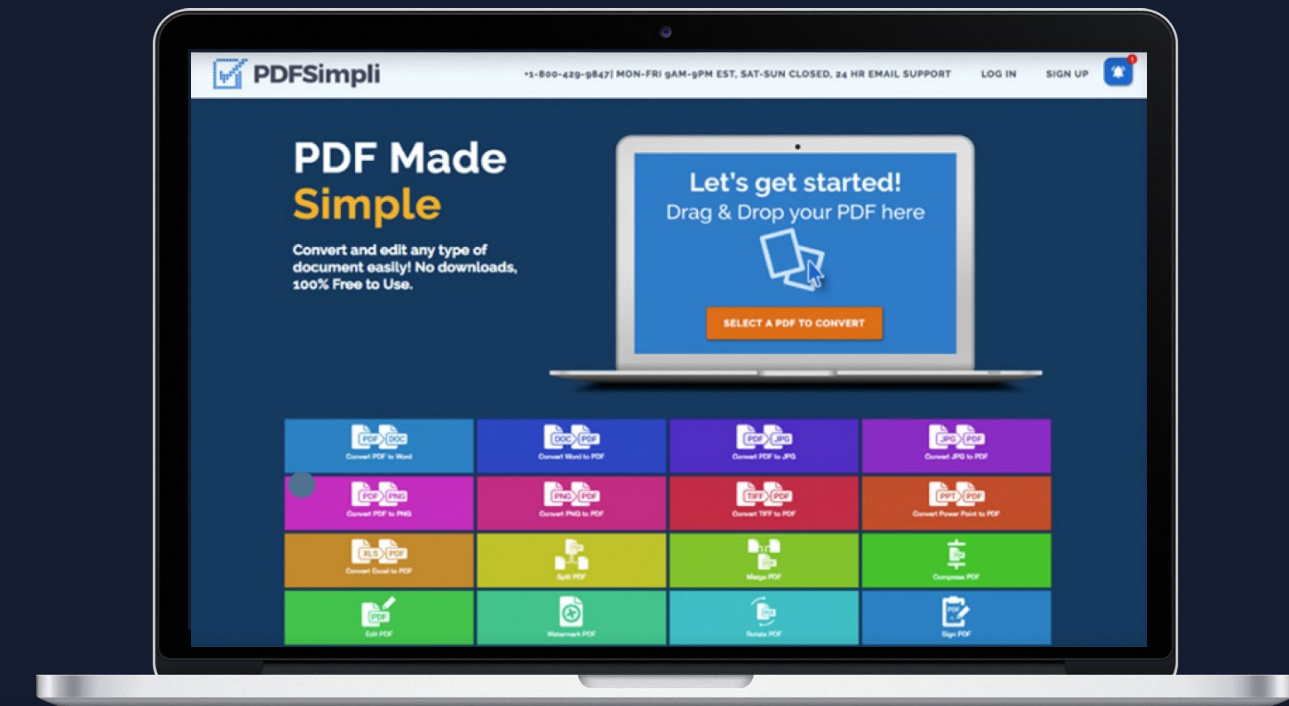 PDFSimpli
+1-800-429-9847| MON-FRI 9AM-9PM EST, SAT-SUN CLOSED, 24 HR EMAIL SUPPORT
LOG IN
SIGN UP
1
PDF Made
Simple
Convert and edit any type of
document easily! No downloads,
100% Free to Use.
Let's get started!
Drag & Drop your PDF here
SELECT A PDF TO CONVERT
PDF DOC
Convert PDF to Word
DOC PDF
Convert Word to PDF
PDF JPG
Convert PDF to JPG
JPG PDF
Convert JPG to PDF
PDF PNG
Convert PDF to PNG
PNG PDF
Convert PNG to PDF
TIFF PDF
Convert TIFF to PDF
PPT PDF
Convert Power Point to PDF
XLS PDF
Convert Excel to PDF
PDF
Split PDF
PDF
Merge PDF
PDF
Compress PDF
PDF
Edit PDF
Watermark PDF
PDF
Rotate PDF
PDF
Sign PDF